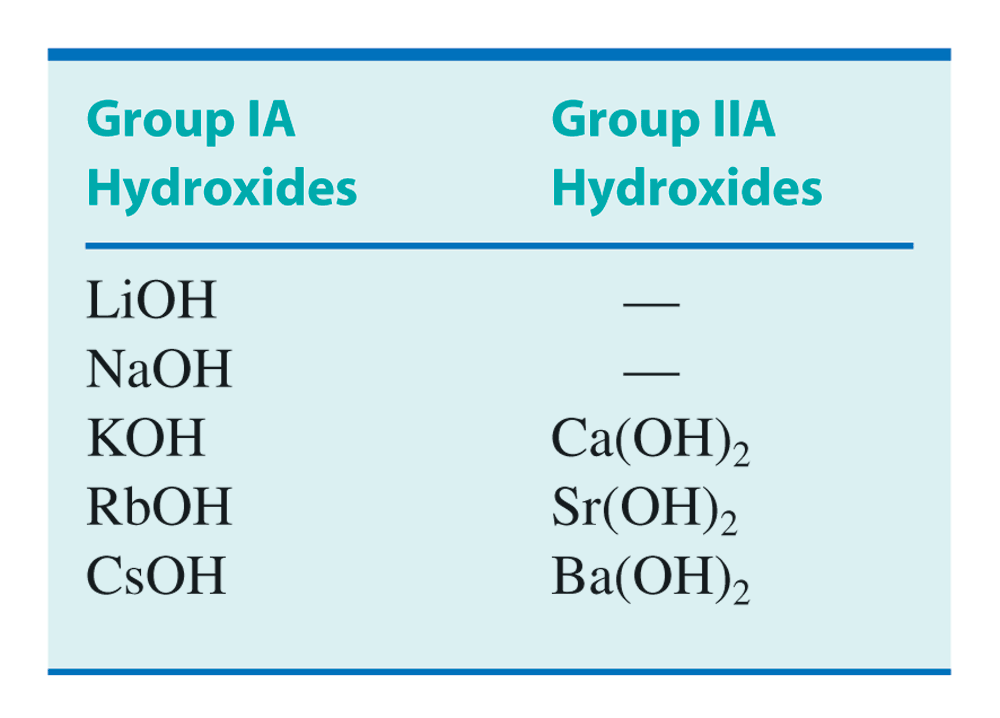 Group IA Group IIA
Hydroxides Hydroxides
LiOH —
NaOH —
KOH Ca(OH)₂
RbOH Sr(OH)₂
CsOH Ba(OH)₂